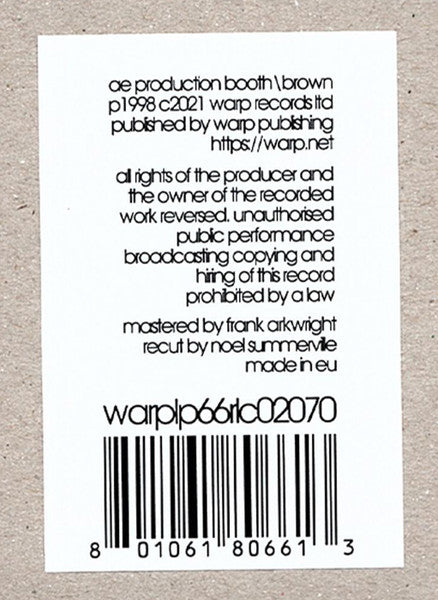 ae production booth\brown
p1998 c2021 warp records ltd
published by warp publishing
https://warp.net
all rights of the producer and
the owner of the recorded
work reversed. unauthorised
public performance
broadcasting copying and
hiring of this record
prohibited by a law
mastered by frank arkwright
recut by noel summerville
made in eu
warplp66rlc02070
8 01061 80661 3